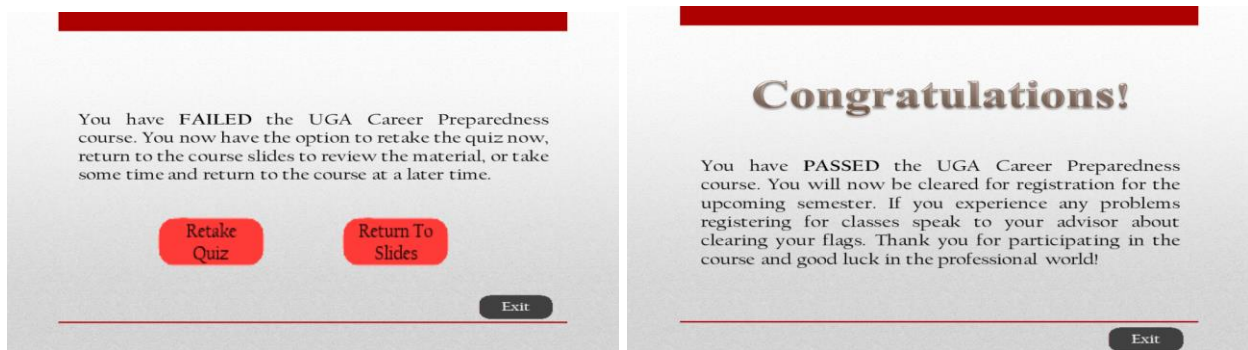 You have FAILED the UGA Career Preparedness
course. You now have the option to retake the quiz now,
return to the course slides to review the material, or take
some time and return to the course at a later time.
Retake
Quiz
Return To
Slides
Exit
Congratulations!
You have PASSED the UGA Career Preparedness
course. You will now be cleared for registration for the
upcoming semester. If you experience any problems
registering for classes speak to your advisor about
clearing your flags. Thank you for participating in the
course and good luck in the professional world!
Exit